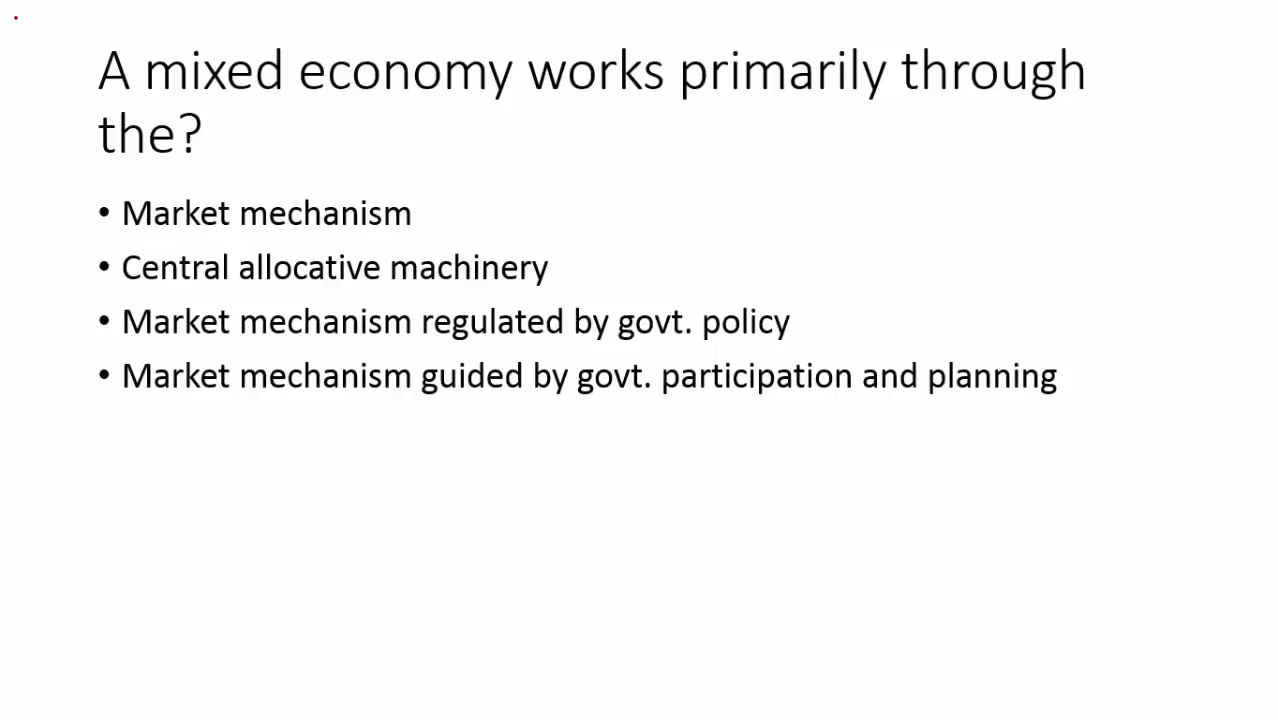 A mixed economy works primarily through
the?
• Market mechanism
• Central allocative machinery
• Market mechanism regulated by govt. policy
• Market mechanism guided by govt. participation and planning